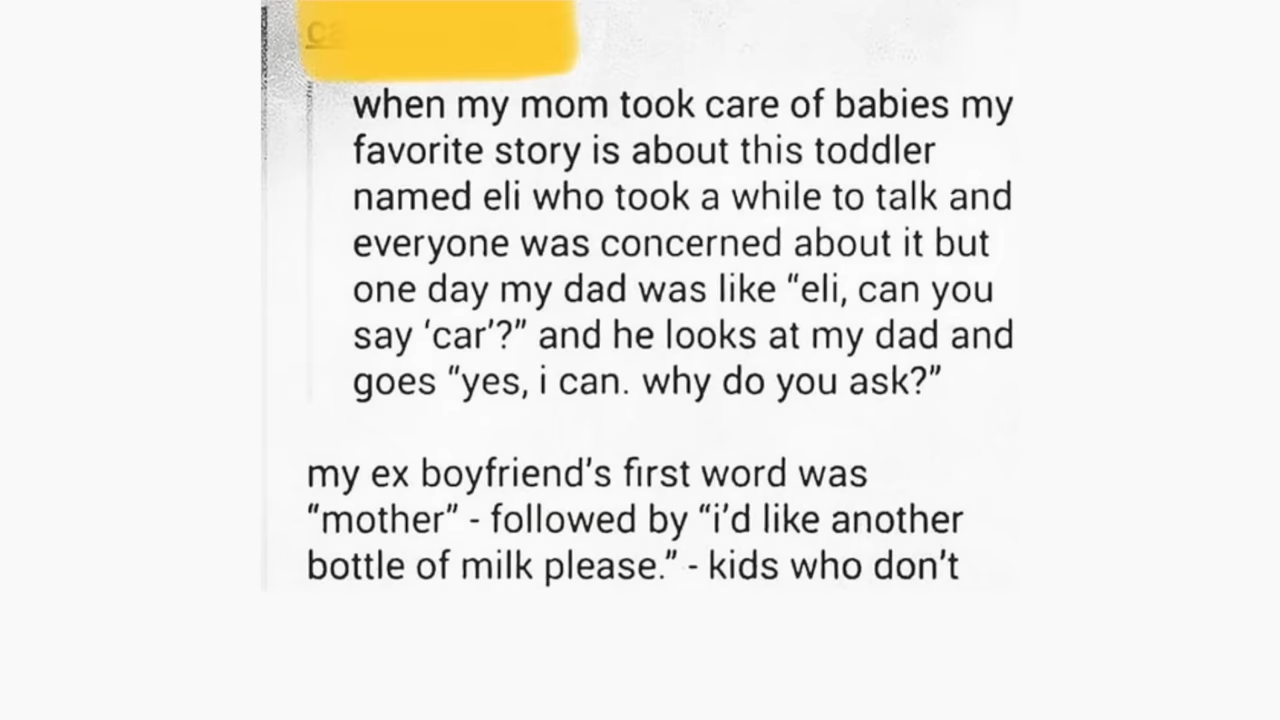 when my mom took care of babies my
favorite story is about this toddler
named eli who took a while to talk and
everyone was concerned about it but
one day my dad was like “eli, can you
say ‘car’?” and he looks at my dad and
goes “yes, i can. why do you ask?”
my ex boyfriend’s first word was
“mother” - followed by “i’d like another
bottle of milk please.” - kids who don’t